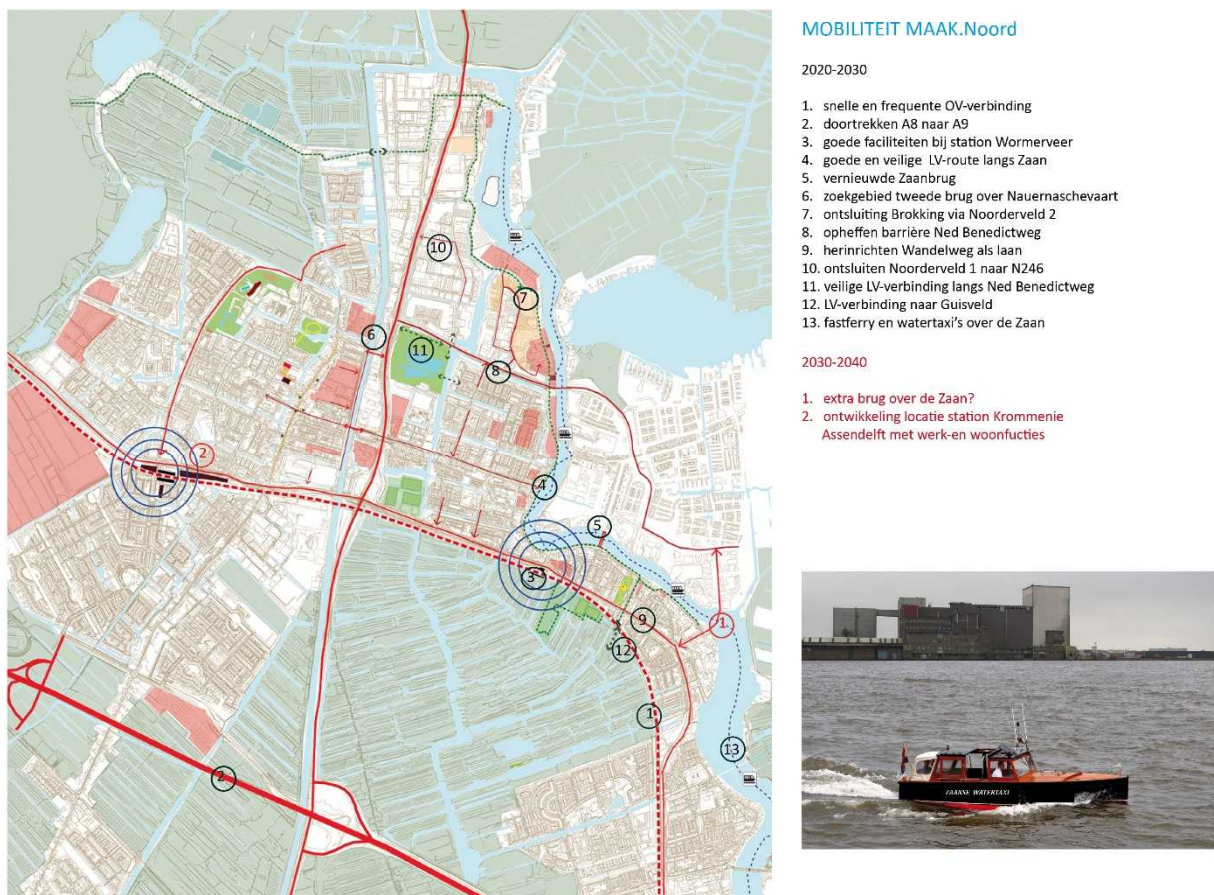 MOBILITEIT MAAK.Noord
2020-2030
1. snelle en frequente OV-verbinding
2. doortrekken A8 naar A9
3. goede faciliteiten bij station Wormerveer
4. goede en veilige LV-route langs Zaan
5. vernieuwde Zaanbrug
6. zoekgebied tweede brug over Nauernaschevaart
7. ontsluiting Brokking via Noorderveld 2
8. opheffen barrière Ned Benedictweg
9. herinrichten Wandelweg als laan
10. ontsluiten Noorderveld 1 naar N246
11. veilige LV-verbinding langs Ned Benedictweg
12. LV-verbinding naar Guisveld
13. fastferry en watertaxi's over de Zaan
2030-2040
1. extra brug over de Zaan?
2. ontwikkeling locatie station Krommenie
Assendelft met werk-en woonfucties
10
7
6
11
8
2
4
5
3
9
1
12
1
13
2
ZAANSE WATERTAXI